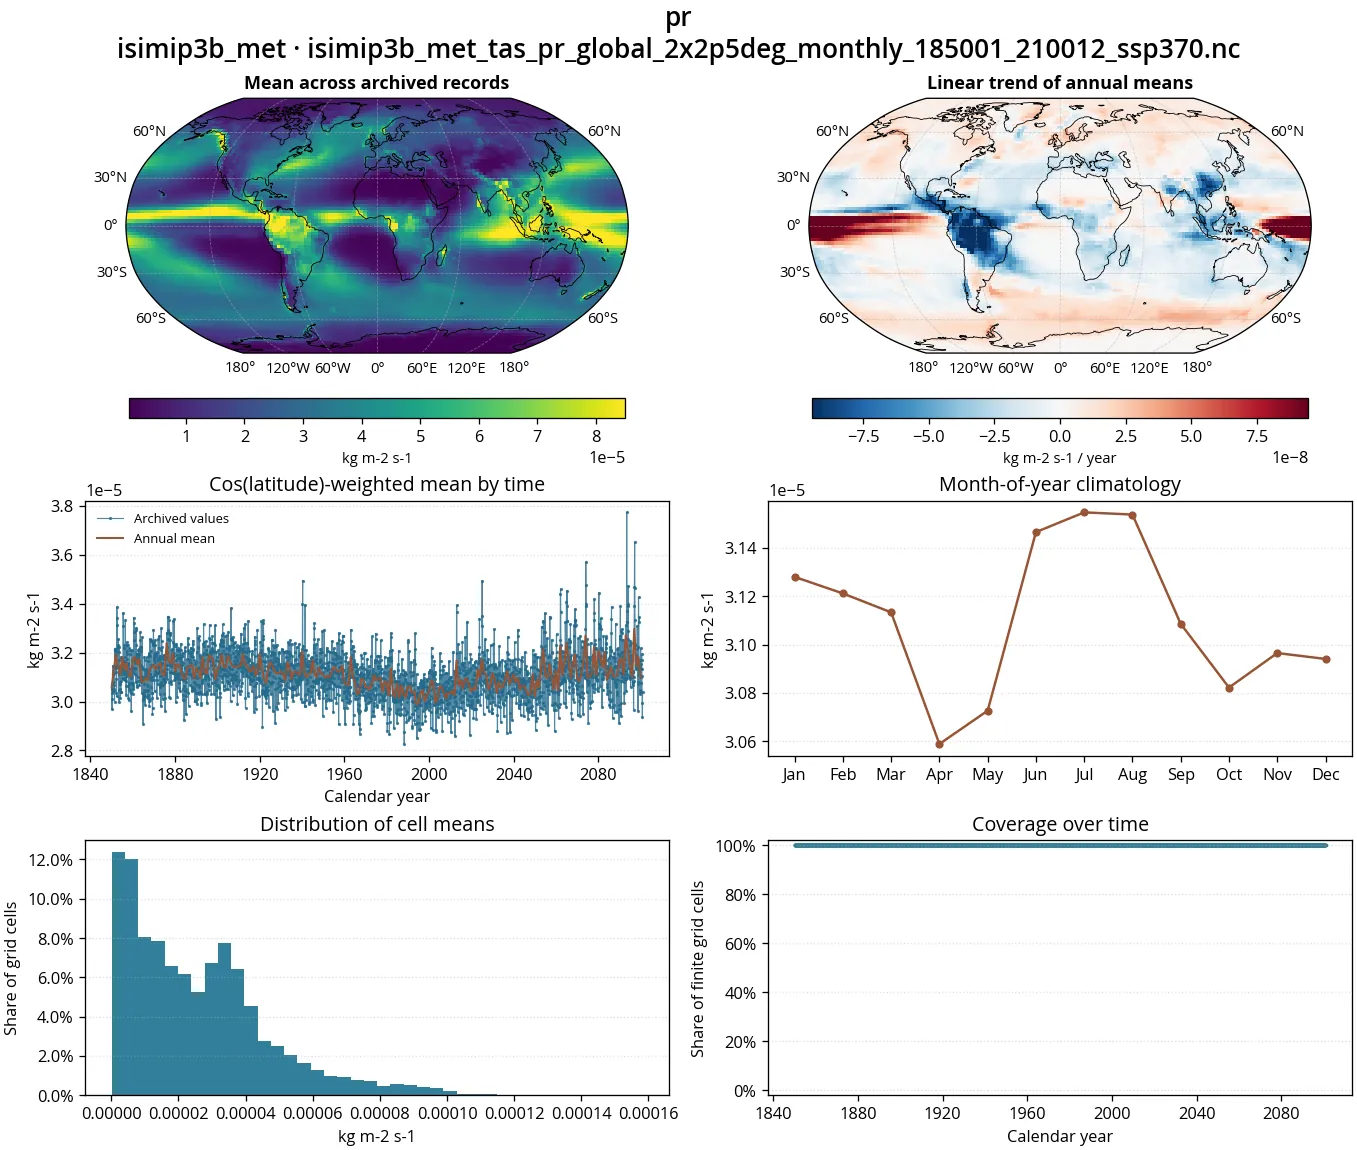 pr
isimip3b_met · isimip3b_met_tas_pr_global_2x2p5deg_monthly_185001_210012_ssp370.nc
Mean across archived records
60°N 60°N
30°N 30°N
0° 0°
30°S 30°S
60°S 60°S
180° 120°W 60°W 0° 60°E 120°E 180°
1 2 3 4 5 6 7 8
kg m-2 s-1 1e−5
Linear trend of annual means
60°N 60°N
30°N 30°N
0° 0°
30°S 30°S
60°S 60°S
180° 120°W 60°W 0° 60°E 120°E 180°
−7.5 −5.0 −2.5 0.0 2.5 5.0 7.5
kg m-2 s-1 / year 1e−8
Cos(latitude)-weighted mean by time
1e−5
Archived values
Annual mean
3.8
3.6
3.4
3.2
3.0
2.8
kg m-2 s-1
1840 1880 1920 1960 2000 2040 2080
Calendar year
Month-of-year climatology
1e−5
3.14
3.12
3.10
3.08
3.06
kg m-2 s-1
Jan Feb Mar Apr May Jun Jul Aug Sep Oct Nov Dec
Distribution of cell means
12.0%
10.0%
8.0%
6.0%
4.0%
2.0%
0.0%
Share of grid cells
0.00000 0.00002 0.00004 0.00006 0.00008 0.00010 0.00012 0.00014 0.00016
kg m-2 s-1
Coverage over time
100%
80%
60%
40%
20%
0%
Share of finite grid cells
1840 1880 1920 1960 2000 2040 2080
Calendar year